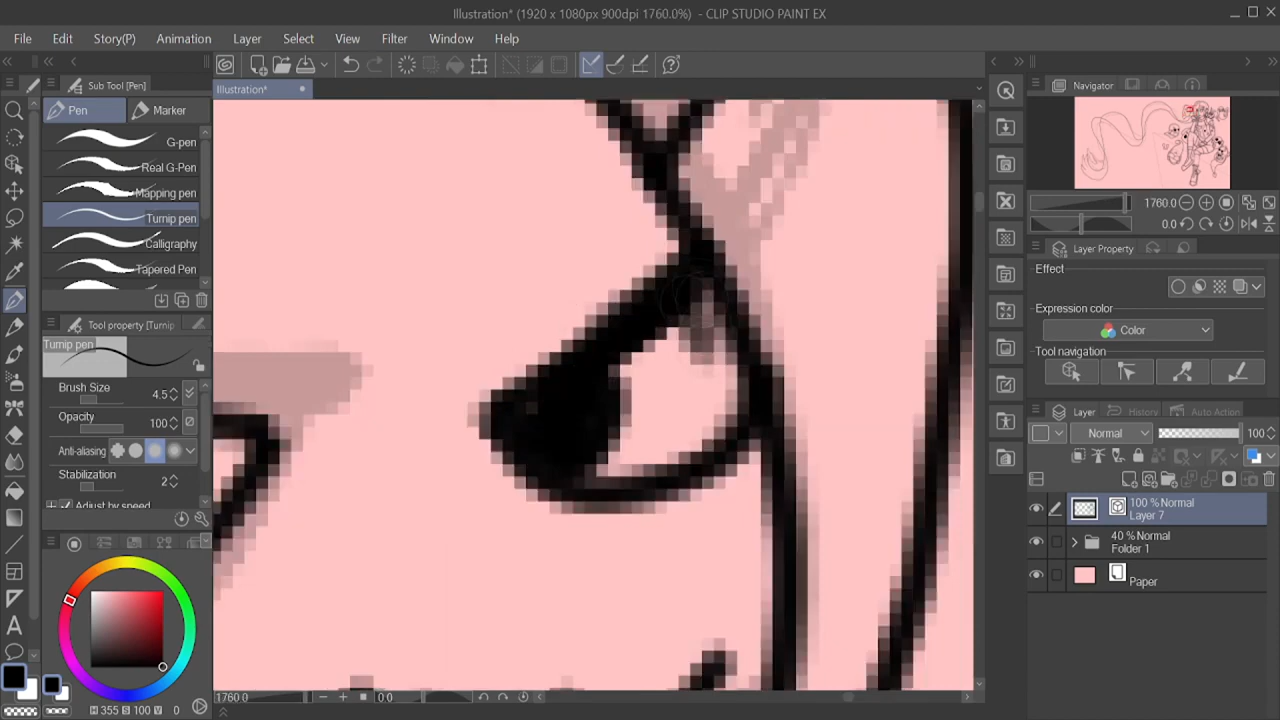 Illustration* (1920 x 1080px 900dpi 1760.0%)  - CLIP STUDIO PAINT EX
File Edit Story(P) Animation Layer Select View Filter Window Help
Sub Tool [Pen]
Illustration*
Navigator
Pen Marker
G-pen
Real G-Pen
Mapping pen
Turnip pen
Calligraphy
Tapered Pen
1760.0
0.0
Layer Property
Effect
Expression color
Color
Tool navigation
Tool property [Turnip
Turnip pen
Brush Size 4.5
Opacity 100
Anti-aliasing
Stabilization 2
Adjust by speed
Layer History Auto Action
Normal 100
100 %Normal
Layer 7
40 %Normal
Folder 1
Paper
1760.0 0.0
H 355 S 100 V 0